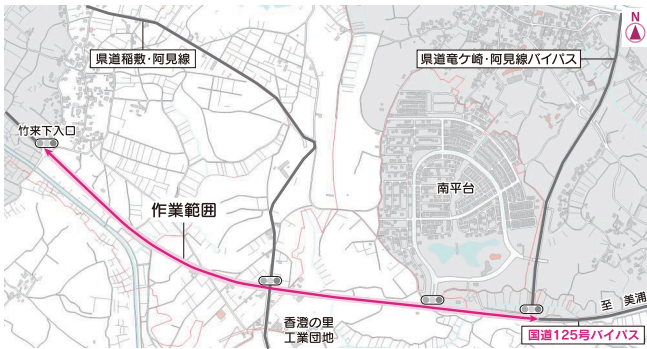 N
県道稲敷・阿見線
県道竜ケ崎・阿見線バイパス
竹来下入口
作業範囲
南平台
香澄の里
工業団地
至 美浦
国道125号バイパス